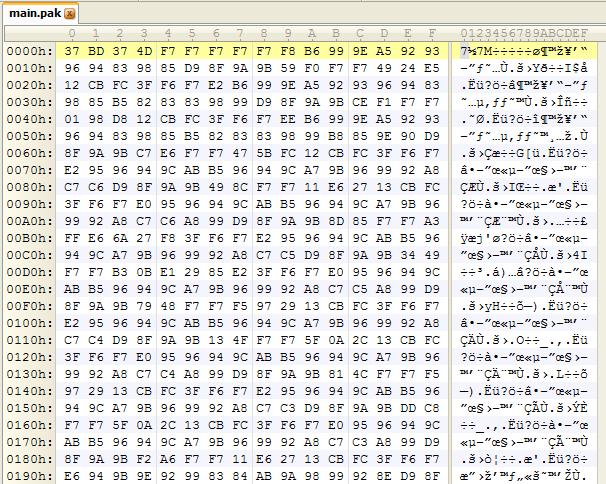 main.pak
0 1 2 3 4 5 6 7 8 9 A B C D E F 0123456789ABCDEF
0000h: 37 BD 37 4D F7 F7 F7 F7 F7 F8 B6 99 9E A5 92 93 7½7M÷÷÷÷÷ø¶™ž¥’“
0010h: 96 94 83 98 85 D9 8F 9A 9B 59 F0 F7 F7 49 24 E5 –”ƒ˜…Ù.š›Yð÷÷I$å
0020h: 12 CB FC 3F F6 F7 E2 B6 99 9E A5 92 93 96 94 83 .Ëü?ö÷â¶™ž¥’“–”ƒ
0030h: 98 85 B5 82 83 83 98 99 D9 8F 9A 9B CE F1 F7 F7 ˜…µ‚ƒƒ˜™Ù.š›Îñ÷÷
0040h: 01 98 D8 12 CB FC 3F F6 F7 EE B6 99 9E A5 92 93 .˜Ø.Ëü?ö÷î¶™ž¥’“
0050h: 96 94 83 98 85 B5 82 83 83 98 99 B8 85 9E 90 D9 –”ƒ˜…µ‚ƒƒ˜™¸…ž.Ù
0060h: 8F 9A 9B C7 E6 F7 F7 47 5B FC 12 CB FC 3F F6 F7 .š›Çæ÷÷G[ü.Ëü?ö÷
0070h: E2 95 96 94 9C AB B5 96 94 9C A7 9B 96 99 92 A8 â•–”œ«µ–”œ§›–™’¨
0080h: C7 C6 D9 8F 9A 9B 49 8C F7 F7 11 E6 27 13 CB FC ÇÆÙ.š›IŒ÷÷.æ'.Ëü
0090h: 3F F6 F7 E0 95 96 94 9C AB B5 96 94 9C A7 9B 96 ?ö÷à•–”œ«µ–”œ§›–
00A0h: 99 92 A8 C7 C6 A8 99 D9 8F 9A 9B 8D 85 F7 F7 A3 ™’¨ÇÆ¨™Ù.š›.…÷÷£
00B0h: FF E6 6A 27 F8 3F F6 F7 E2 95 96 94 9C AB B5 96 ÿæj'ø?ö÷â•–”œ«µ–
00C0h: 94 9C A7 9B 96 99 92 A8 C7 C5 D9 8F 9A 9B 34 49 ”œ§›–™’¨ÇÅÙ.š›4I
00D0h: F7 F7 B3 0B E1 29 85 E2 3F F6 F7 E0 95 96 94 9C ÷÷³.á)…â?ö÷à•–”œ
00E0h: AB B5 96 94 9C A7 9B 96 99 92 A8 C7 C5 A8 99 D9 «µ–”œ§›–™’¨ÇÅ¨™Ù
00F0h: 8F 9A 9B 79 48 F7 F7 F5 97 29 13 CB FC 3F F6 F7 .š›yH÷÷õ—).Ëü?ö÷
0100h: E2 95 96 94 9C AB B5 96 94 9C A7 9B 96 99 92 A8 â•–”œ«µ–”œ§›–™’¨
0110h: C7 C4 D9 8F 9A 9B 13 4F F7 F7 5F 0A 2C 13 CB FC ÇÄÙ.š›.O÷÷_.,.Ëü
0120h: 3F F6 F7 E0 95 96 94 9C AB B5 96 94 9C A7 9B 96 ?ö÷à•–”œ«µ–”œ§›–
0130h: 99 92 A8 C7 C4 A8 99 D9 8F 9A 9B 81 4C F7 F7 F5 ™’¨ÇÄ¨™Ù.š›.L÷÷õ
0140h: 97 29 13 CB FC 3F F6 F7 E2 95 96 94 9C AB B5 96 —).Ëü?ö÷â•–”œ«µ–
0150h: 94 9C A7 9B 96 99 92 A8 C7 C3 D9 8F 9A 9B DD C8 ”œ§›–™’¨ÇÃÙ.š›ÝÈ
0160h: F7 F7 5F 0A 2C 13 CB FC 3F F6 F7 E0 95 96 94 9C ÷÷_.,.Ëü?ö÷à•–”œ
0170h: AB B5 96 94 9C A7 9B 96 99 92 A8 C7 C3 A8 99 D9 «µ–”œ§›–™’¨ÇÃ¨™Ù
0180h: 8F 9A 9B F2 A6 F7 F7 11 E6 27 13 CB FC 3F F6 F7 .š›ò¦÷÷.æ'.Ëü?ö÷
0190h: E6 94 9B 9E 92 99 83 84 AB 9A 98 99 92 8E D9 8F æ”›ž’™ƒ„«š˜™’ŽÙ.